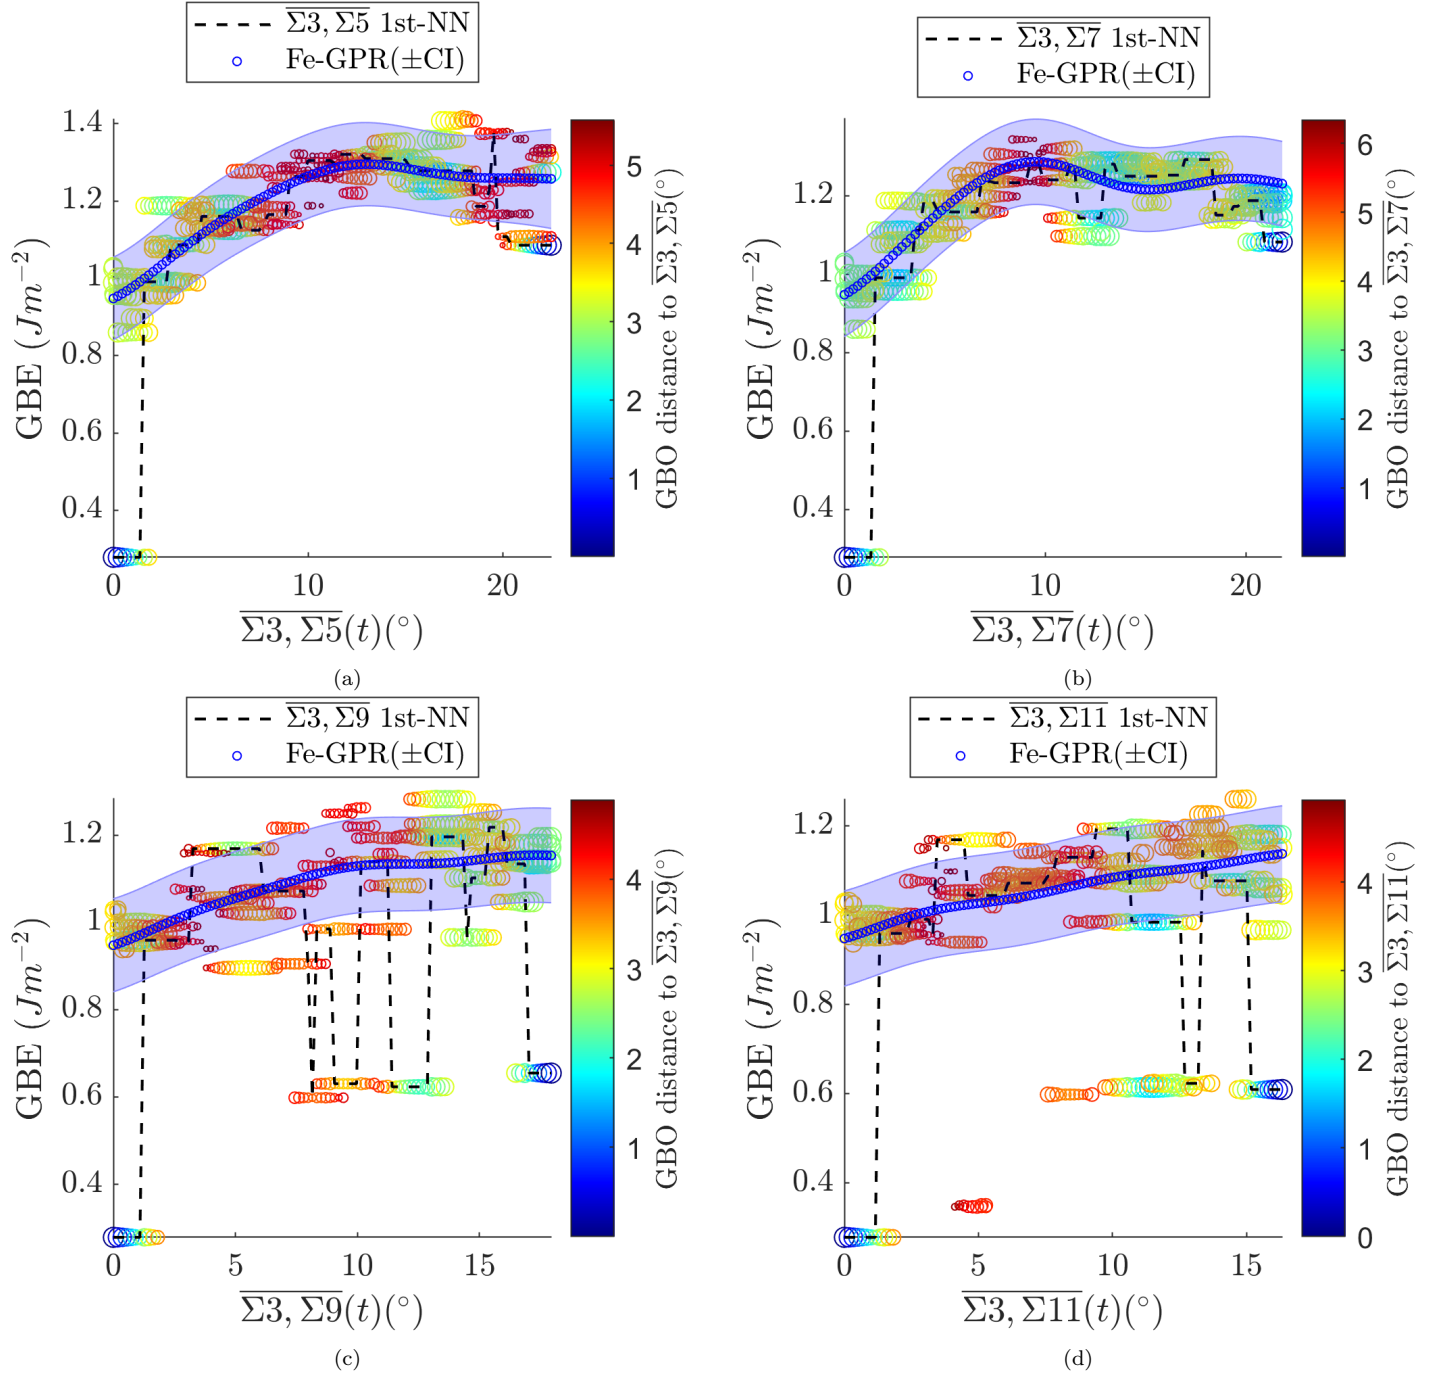 Σ3, Σ5 1st-NN
Fe-GPR(±CI)
1.4
1.2
1
0.8
0.6
0.4
GBE (Jm⁻²)
0 10 20
Σ3, Σ5(t)(°)
5
4
3
2
1
GBO distance to Σ3, Σ5(°)
(a)
Σ3, Σ7 1st-NN
Fe-GPR(±CI)
1.2
1
0.8
0.6
0.4
GBE (Jm⁻²)
0 10 20
Σ3, Σ7(t)(°)
6
5
4
3
2
1
GBO distance to Σ3, Σ7(°)
(b)
Σ3, Σ9 1st-NN
Fe-GPR(±CI)
1.2
1
0.8
0.6
0.4
GBE (Jm⁻²)
0 5 10 15
Σ3, Σ9(t)(°)
4
3
2
1
GBO distance to Σ3, Σ9(°)
(c)
Σ3, Σ11 1st-NN
Fe-GPR(±CI)
1.2
1
0.8
0.6
0.4
GBE (Jm⁻²)
0 5 10 15
Σ3, Σ11(t)(°)
4
3
2
1
0
GBO distance to Σ3, Σ11(°)
(d)